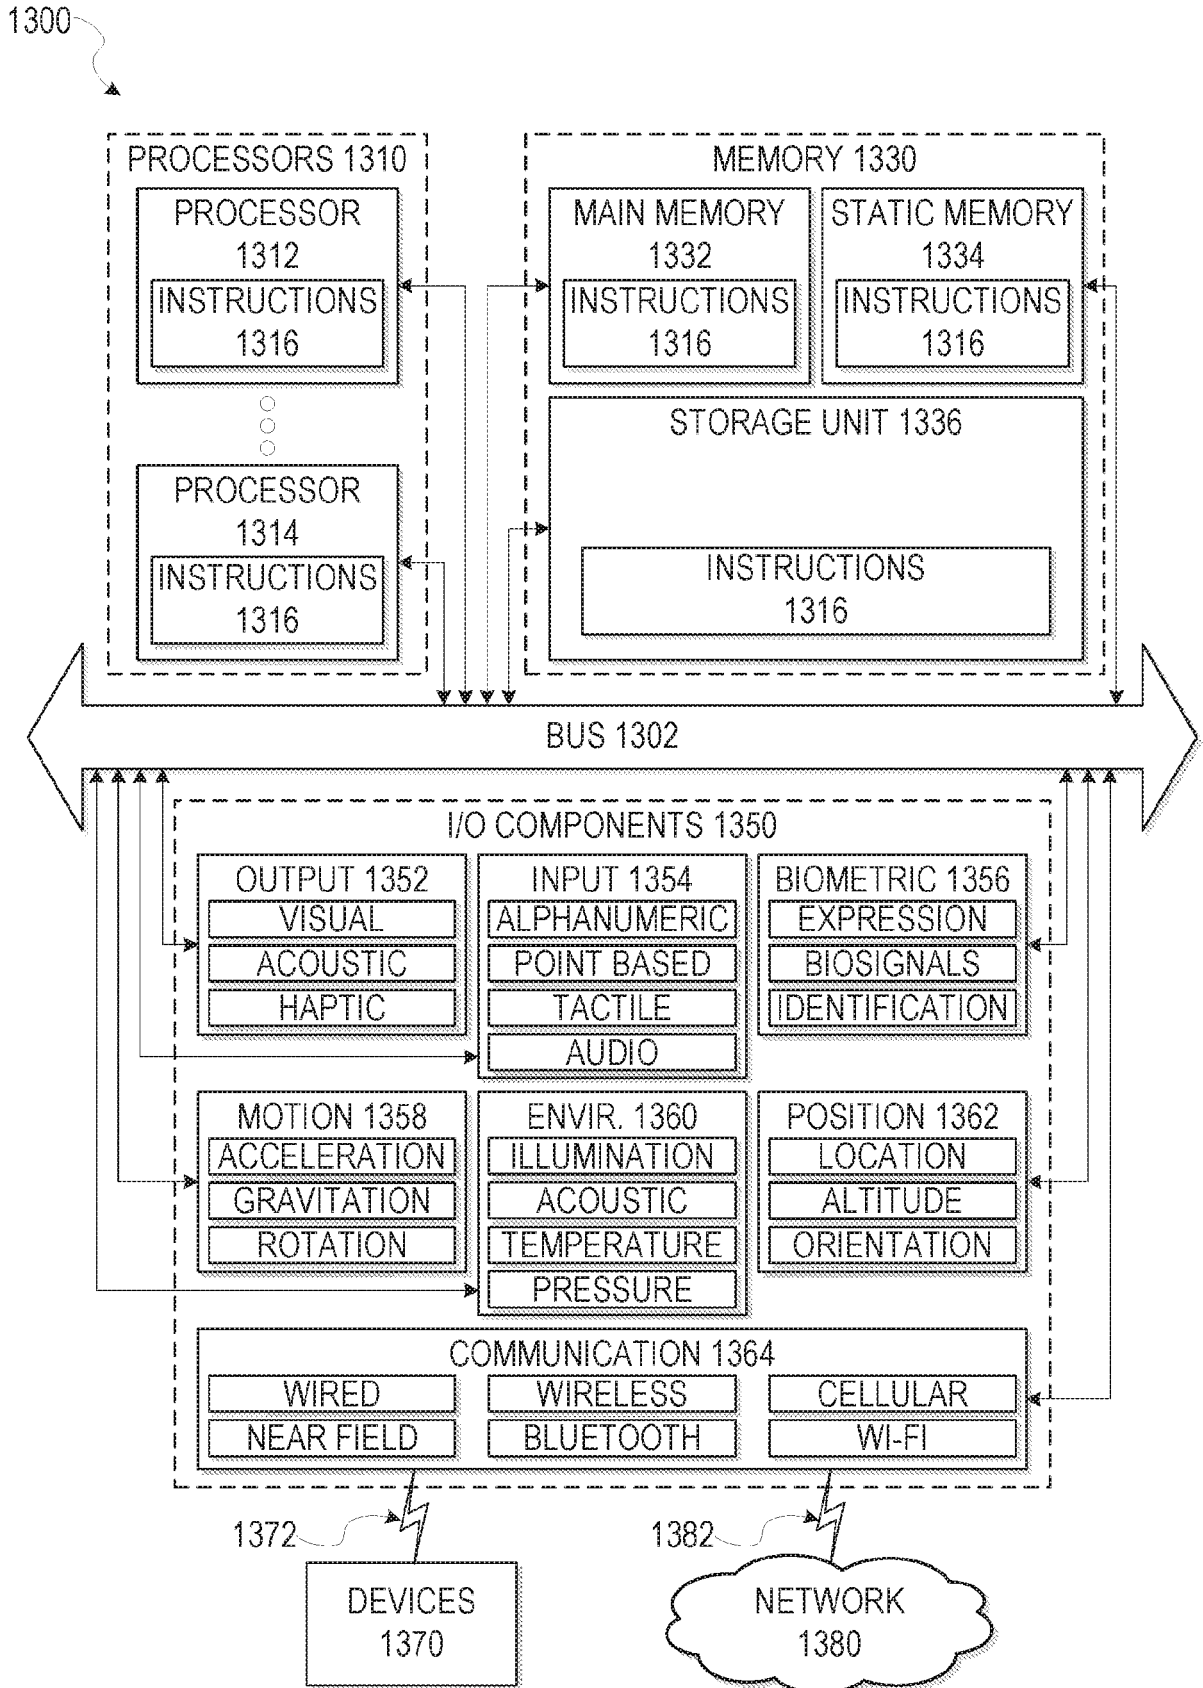 1300
PROCESSORS 1310
PROCESSOR
1312
INSTRUCTIONS
1316
PROCESSOR
1314
INSTRUCTIONS
1316
MEMORY 1330
MAIN MEMORY
1332
INSTRUCTIONS
1316
STATIC MEMORY
1334
INSTRUCTIONS
1316
STORAGE UNIT 1336
INSTRUCTIONS
1316
BUS 1302
I/O COMPONENTS 1350
OUTPUT 1352
VISUAL
ACOUSTIC
HAPTIC
INPUT 1354
ALPHANUMERIC
POINT BASED
TACTILE
AUDIO
BIOMETRIC 1356
EXPRESSION
BIOSIGNALS
IDENTIFICATION
MOTION 1358
ACCELERATION
GRAVITATION
ROTATION
ENVIR. 1360
ILLUMINATION
ACOUSTIC
TEMPERATURE
PRESSURE
POSITION 1362
LOCATION
ALTITUDE
ORIENTATION
COMMUNICATION 1364
WIRED
WIRELESS
CELLULAR
NEAR FIELD
BLUETOOTH
WI-FI
1372
1382
DEVICES
1370
NETWORK
1380